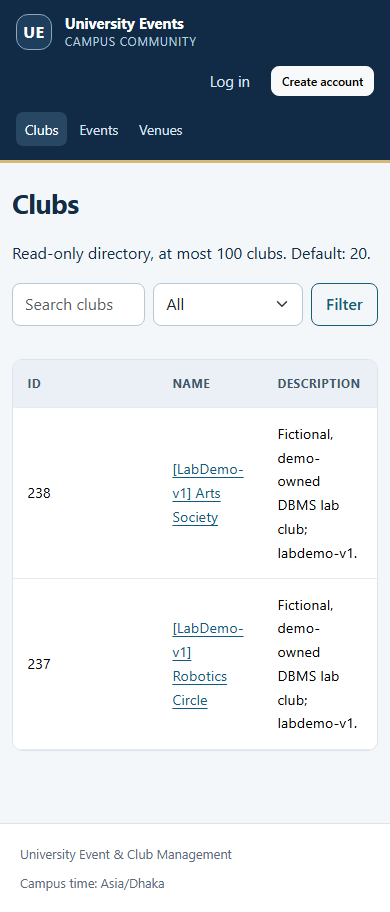 UE
University Events
CAMPUS COMMUNITY
Log in
Create account
Clubs
Events
Venues
Clubs
Read-only directory, at most 100 clubs. Default: 20.
Search clubs
All
Filter
ID
NAME
DESCRIPTION
238
[LabDemo-
v1] Arts
Society
Fictional,
demo-
owned
DBMS lab
club;
labdemo-v1.
237
[LabDemo-
v1]
Robotics
Circle
Fictional,
demo-
owned
DBMS lab
club;
labdemo-v1.
University Event & Club Management
Campus time: Asia/Dhaka